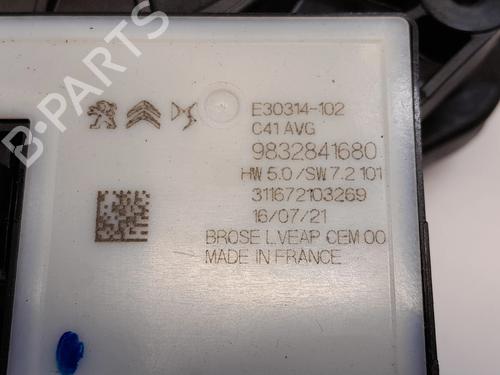 E30314-102
C41 AVG
9832841680
HW 5.0 / SW 7.2 101
311672103269
16/07/21
BROSE L.VEAP CEM 00
MADE IN FRANCE
B-PARTS